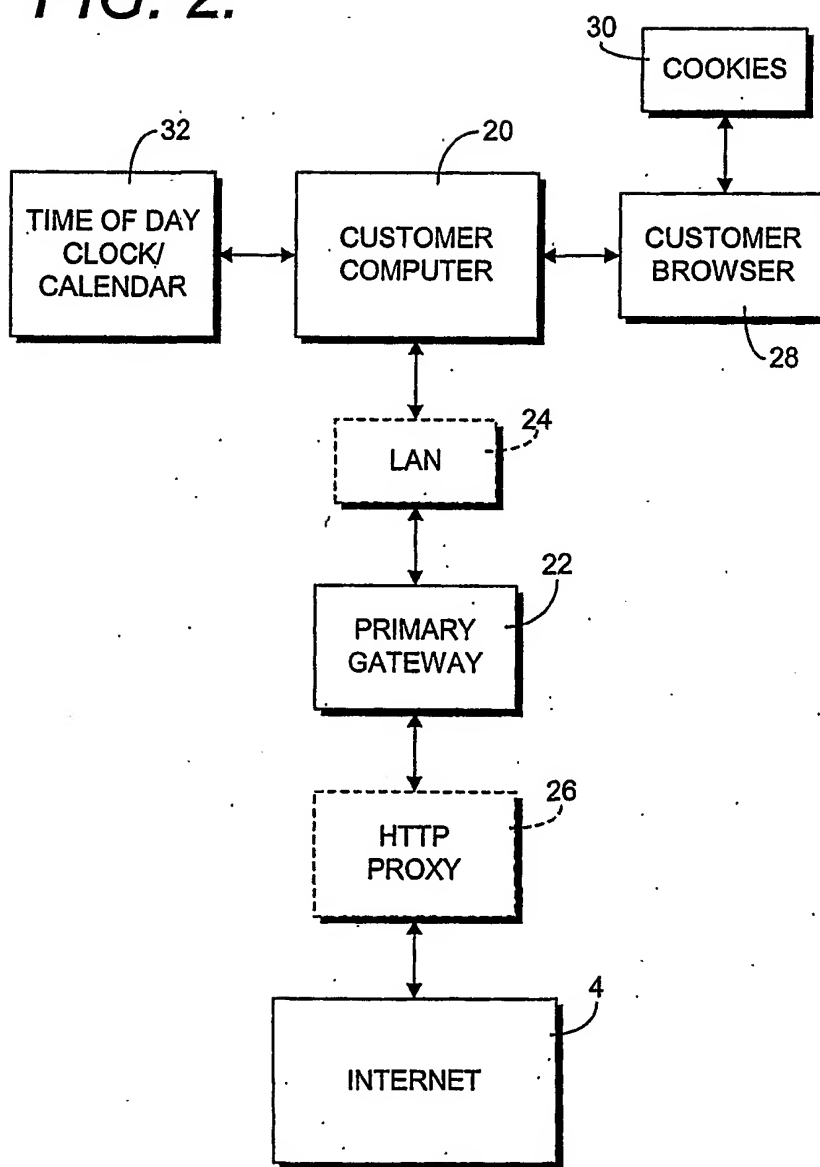 FIG. 2.
30
COOKIES
32
20
TIME OF DAY
CLOCK/
CALENDAR
CUSTOMER
COMPUTER
CUSTOMER
BROWSER
28
24
LAN
22
PRIMARY
GATEWAY
26
HTTP
PROXY
4
INTERNET